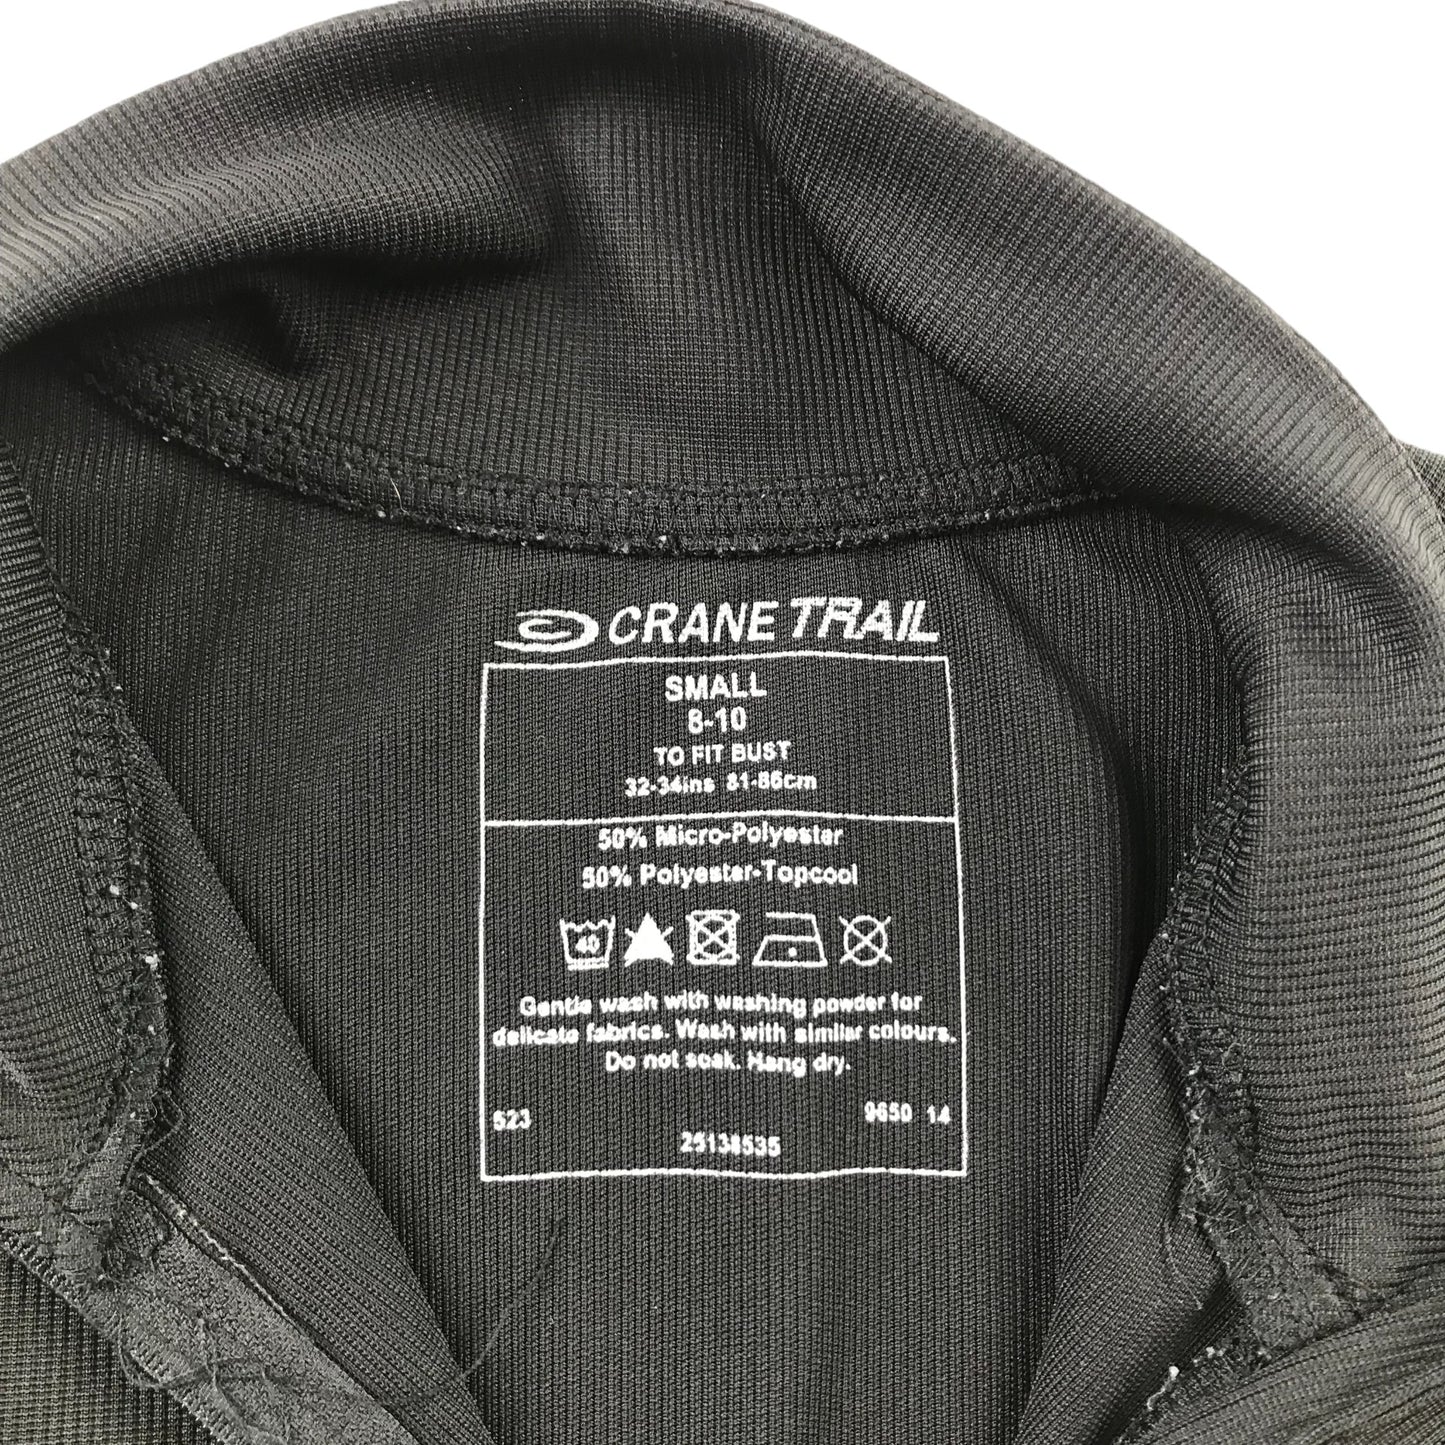 CRANE TRAIL
SMALL
8-10
TO FIT BUST
32-34ins 81-86cm
50% Micro-Polyester
50% Polyester-Topcool
40
Gentle wash with washing powder for
delicate fabrics. Wash with similar colours.
Do not soak. Hang dry.
523 9650 14
25138535